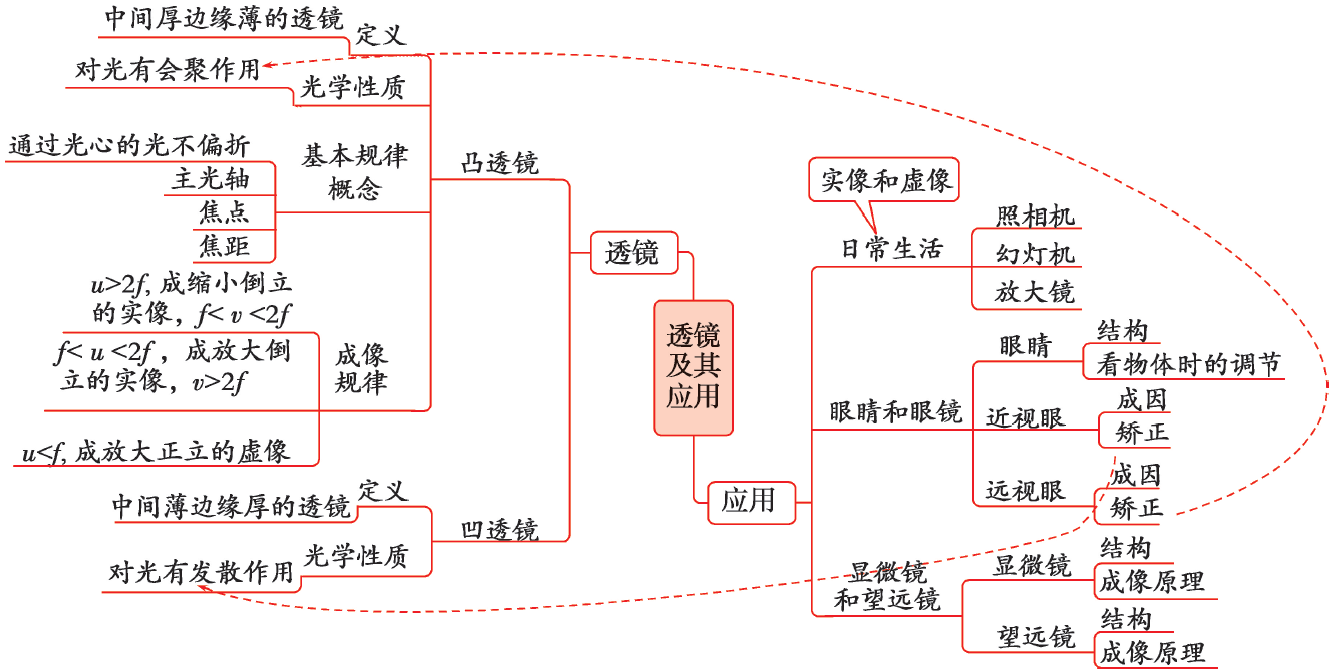 中间厚边缘薄的透镜
定义
对光有会聚作用
光学性质
通过光心的光不偏折
主光轴
焦点
焦距
基本规律
概念
凸透镜
u>2f, 成缩小倒立
的实像，f< v <2f
f< u <2f ，成放大倒
立的实像，v>2f
u<f, 成放大正立的虚像
成像
规律
中间薄边缘厚的透镜
定义
对光有发散作用
光学性质
凹透镜
透镜
透镜
及其
应用
应用
实像和虚像
日常生活
照相机
幻灯机
放大镜
眼睛和眼镜
眼睛
结构
看物体时的调节
近视眼
成因
矫正
远视眼
成因
矫正
显微镜
和望远镜
显微镜
结构
成像原理
望远镜
结构
成像原理